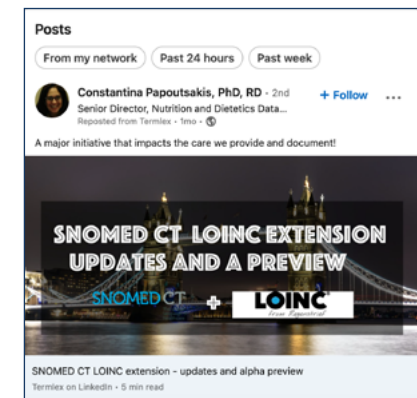 Posts
From my network Past 24 hours Past week
Constantina Papoutsakis, PhD, RD • 2nd
+ Follow ...
Senior Director, Nutrition and Dietetics Data...
Reposted from Termlex • 1mo •
A major initiative that impacts the care we provide and document!
SNOMED CT LOINC EXTENSION
UPDATES AND A PREVIEW
SNOMED CT + LOINC
from Regenstrief
SNOMED CT LOINC extension - updates and alpha preview
Termlex on LinkedIn • 5 min read